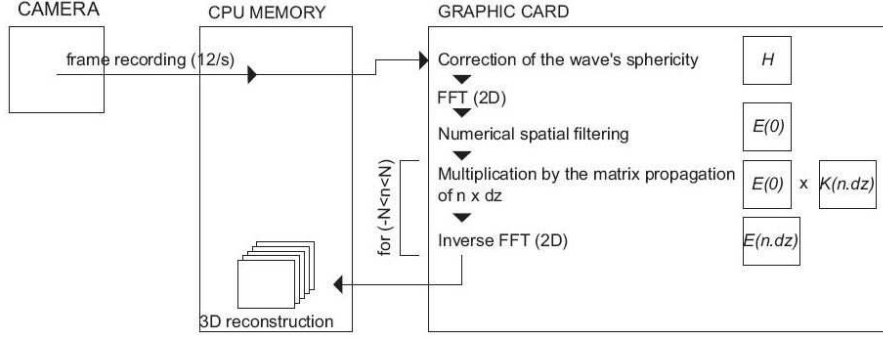 CAMERA
CPU MEMORY
GRAPHIC CARD
frame recording (12/s)
Correction of the wave's sphericity
H
FFT (2D)
Numerical spatial filtering
E(0)
for (-N<n<N)
Multiplication by the matrix propagation
of n x dz
E(0) x K(n.dz)
Inverse FFT (2D)
E(n.dz)
3D reconstruction